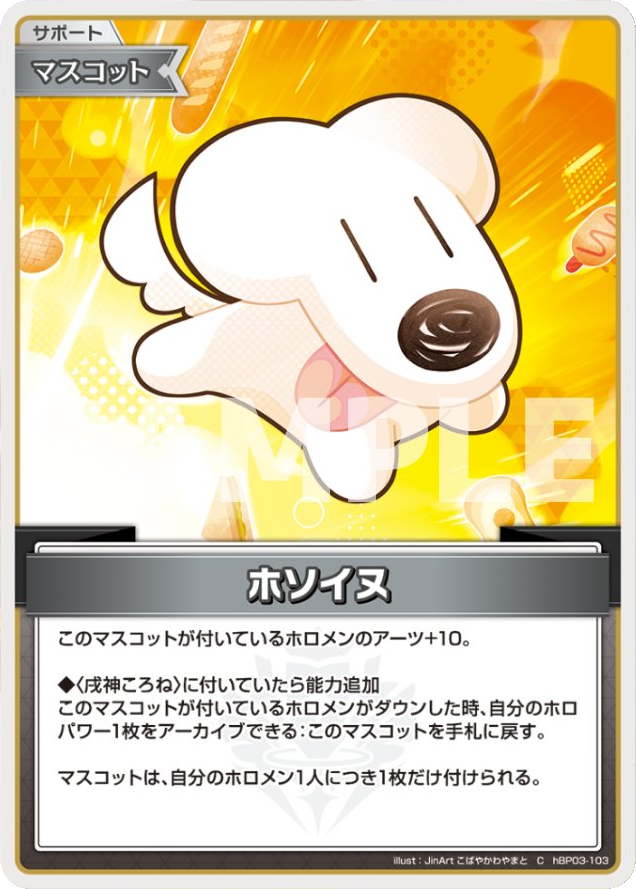 サポート
マスコット
SAMPLE
ホソイヌ
このマスコットが付いているホロメンのアーツ+10。
◆〈戌神ころね〉に付いていたら能力追加
このマスコットが付いているホロメンがダウンした時、自分のホロ
パワー1枚をアーカイブできる：このマスコットを手札に戻す。
マスコットは、自分のホロメン1人につき1枚だけ付けられる。
illust：JinArt こばやかわやまと C hBP03-103